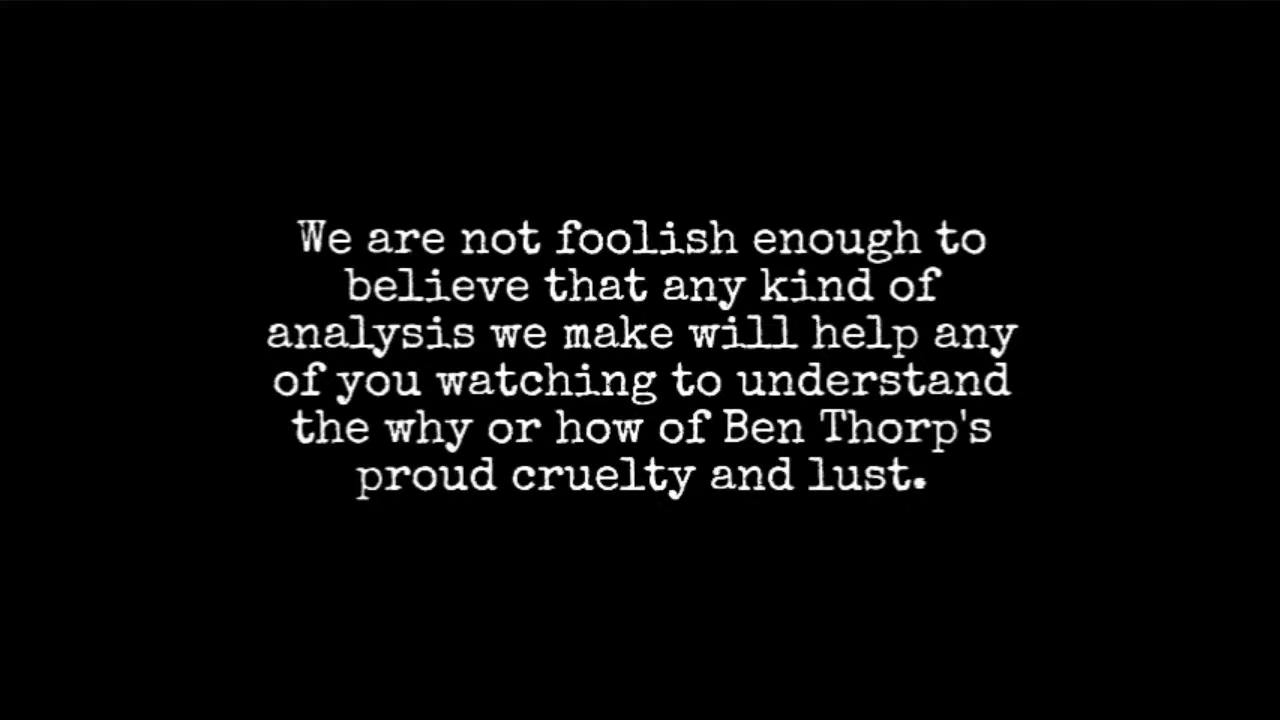 We are not foolish enough to
believe that any kind of
analysis we make will help any
of you watching to understand
the why or how of Ben Thorp's
proud cruelty and lust.